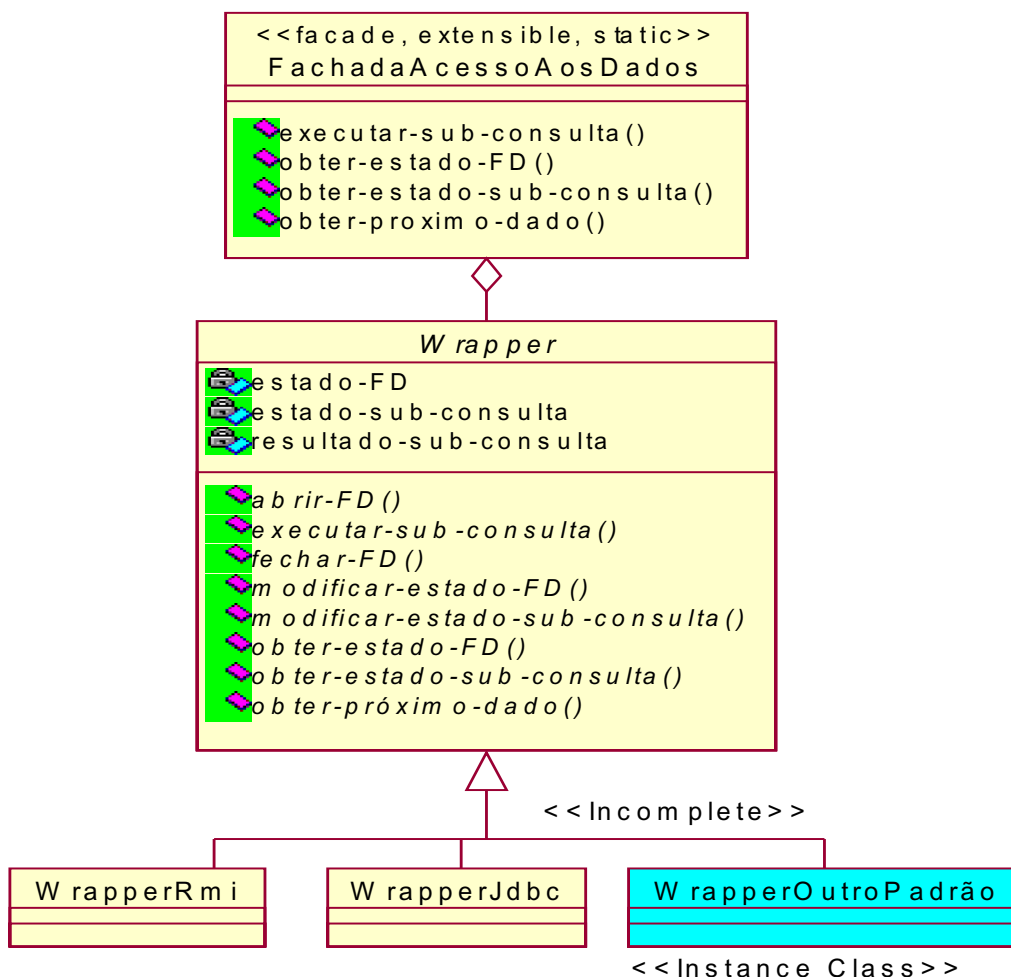 <<facade, extensible, static>>
FachadaAcessoAosDados
executar-sub-consulta()
obter-estado-FD()
obter-estado-sub-consulta()
obter-proximo-dado()
Wrapper
estado-FD
estado-sub-consulta
resultado-sub-consulta
abrir-FD()
executar-sub-consulta()
fechar-FD()
modificar-estado-FD()
modificar-estado-sub-consulta()
obter-estado-FD()
obter-estado-sub-consulta()
obter-próximo-dado()
<<Incomplete>>
WrapperRmi
WrapperJdbc
WrapperOutroPadrão
<<Instance Class>>